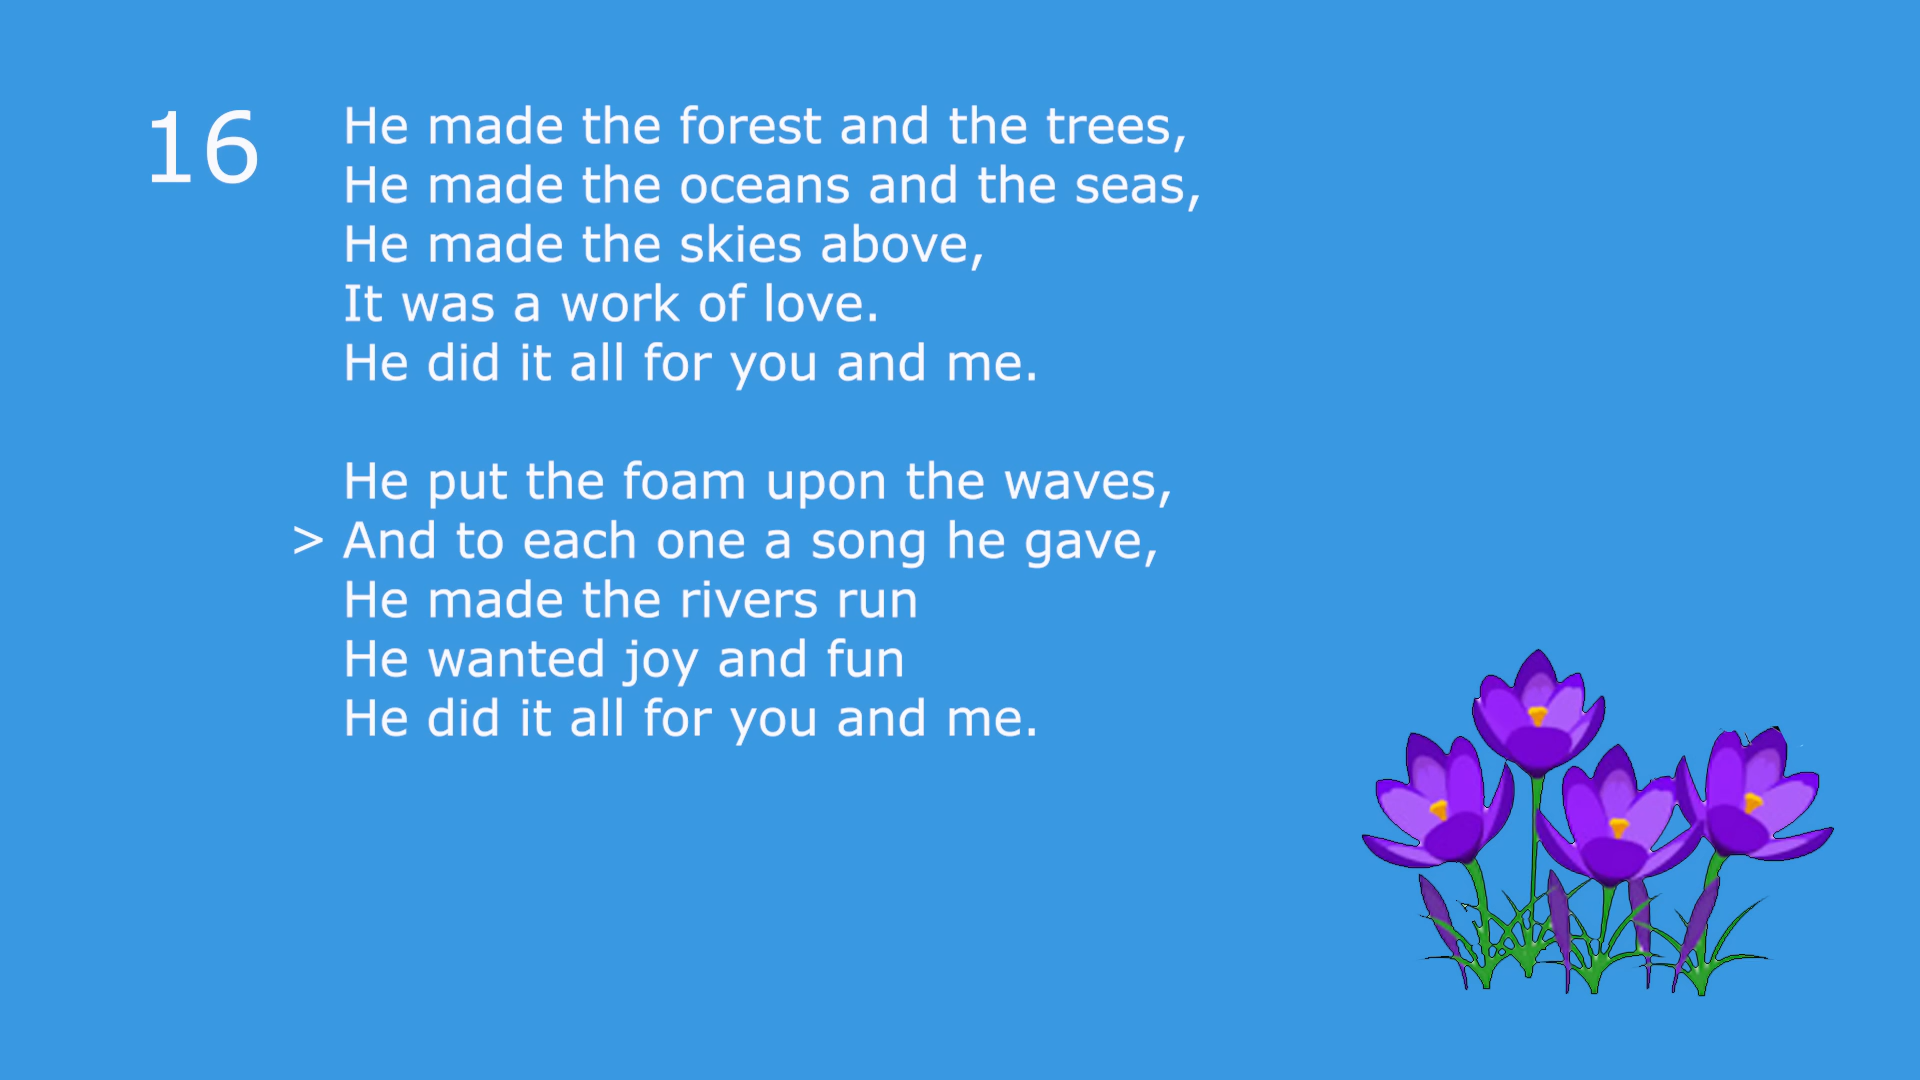 16
He made the forest and the trees,
He made the oceans and the seas,
He made the skies above,
It was a work of love.
He did it all for you and me.

He put the foam upon the waves,
> And to each one a song he gave,
He made the rivers run
He wanted joy and fun
He did it all for you and me.